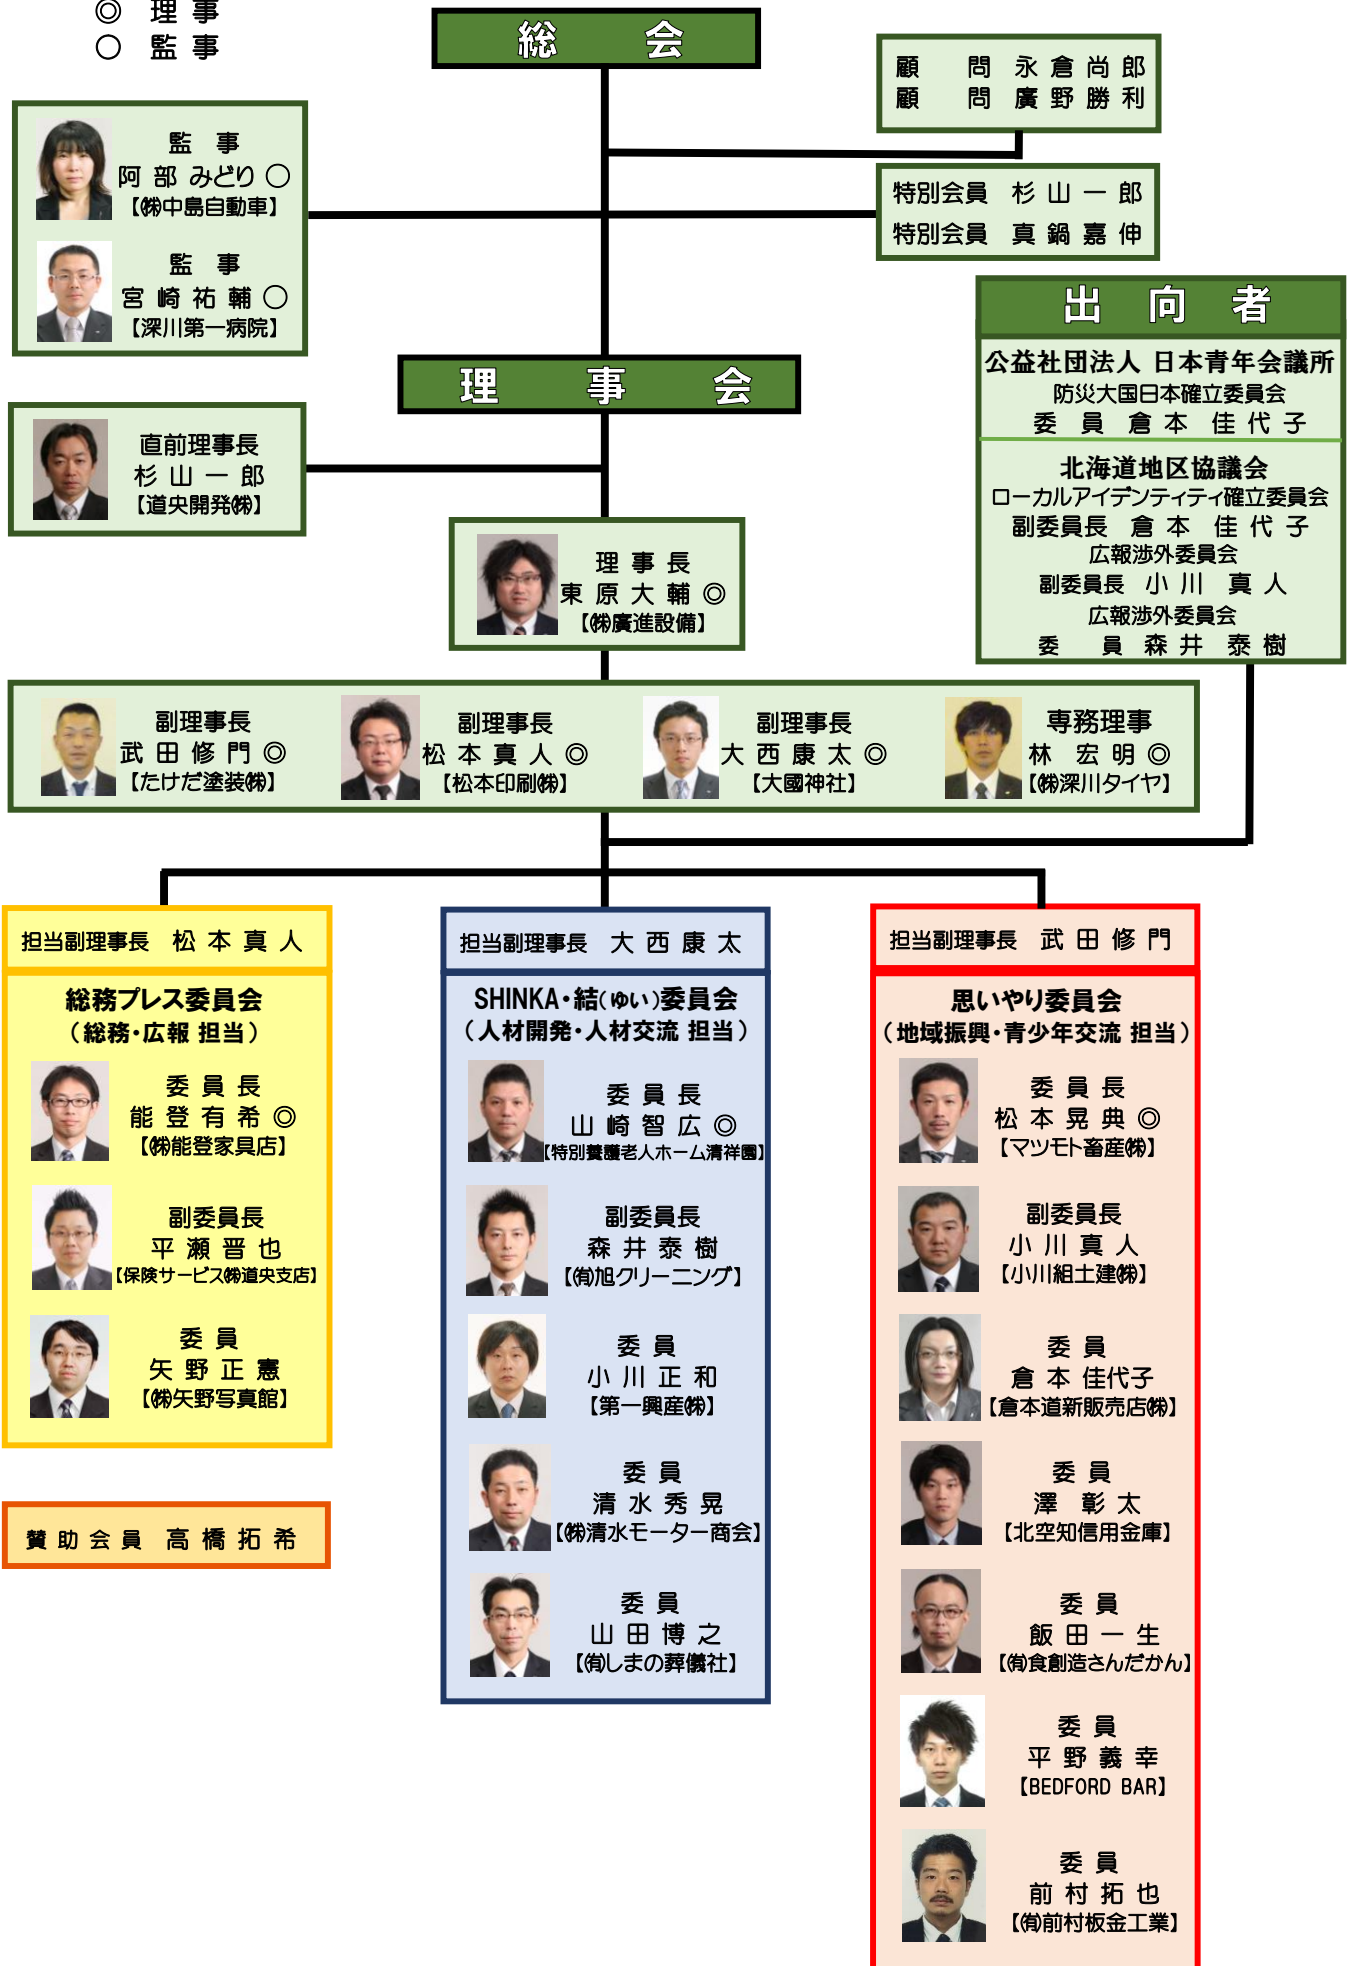 ◎ 理事
○ 監事
総 会
顧 問 永倉尚郎
顧 問 廣野勝利
監 事
阿部 みどり ○
【㈱中島自動車】
監 事
宮崎祐輔 ○
【深川第一病院】
特別会員 杉山一郎
特別会員 真鍋嘉伸
出 向 者
公益社団法人 日本青年会議所
防災大国日本確立委員会
委 員 倉本 佳代子
北海道地区協議会
ローカルアイデンティティ確立委員会
副委員長 倉本 佳代子
広報渉外委員会
副委員長 小川 真人
広報渉外委員会
委 員 森井 泰樹
理 事 会
直前理事長
杉山一郎
【道央開発㈱】
理事長
東原大輔 ◎
【㈱廣進設備】
副理事長
武田修門 ◎
【たけだ塗装㈱】
副理事長
松本真人 ◎
【松本印刷㈱】
副理事長
大西康太 ◎
【大國神社】
専務理事
林 宏明 ◎
【㈱深川タイヤ】
担当副理事長 松本真人
総務プレス委員会
（総務・広報 担当）
委員長
能登有希 ◎
【㈱能登家具店】
副委員長
平瀬晋也
【保険サービス㈱道央支店】
委員
矢野正憲
【㈱矢野写真館】
賛助会員 高橋拓希
担当副理事長 大西康太
SHINKA・結（ゆい）委員会
（人材開発・人材交流 担当）
委員長
山崎智広 ◎
【特別養護老人ホーム清祥園】
副委員長
森井泰樹
【㈲旭クリーニング】
委員
小川正和
【第一興産㈱】
委員
清水秀晃
【㈱清水モーター商会】
委員
山田博之
【㈲しまの葬儀社】
担当副理事長 武田修門
思いやり委員会
（地域振興・青少年交流 担当）
委員長
松本晃典 ◎
【マツモト畜産㈱】
副委員長
小川真人
【小川組土建㈱】
委員
倉本 佳代子
【倉本道新販売店㈱】
委員
澤 彰太
【北空知信用金庫】
委員
飯田一生
【㈲食創造さんだかん】
委員
平野義幸
【BEDFORD BAR】
委員
前村拓也
【㈲前村板金工業】